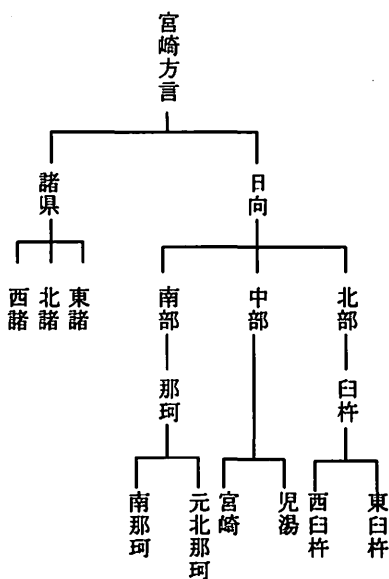 宮崎方言
日向
諸県
北部
中部
南部
東諸
北諸
西諸
臼杵
那珂
東臼杵
西臼杵
児湯
宮崎
元北那珂
南那珂